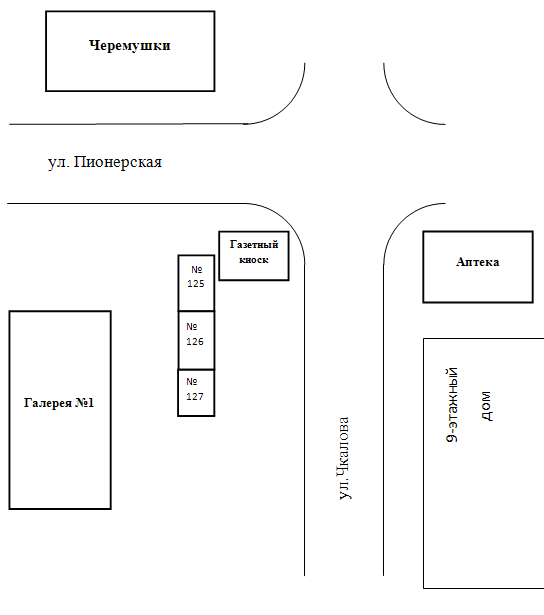 Черемушки
ул. Пионерская
Газетный
киоск
№
125
Аптека
№
126
№
127
Галерея №1
9-этажный
дом
ул.Чкалова